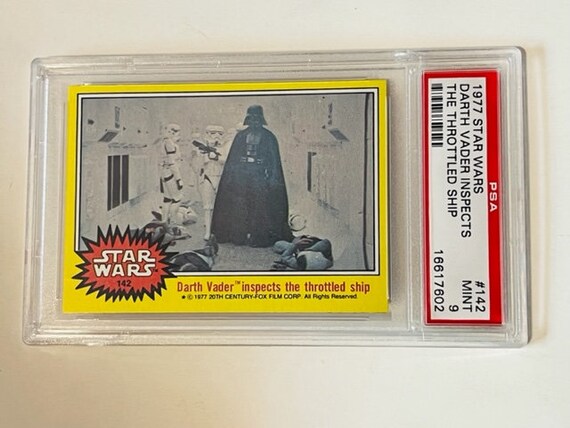 STAR
WARS
142
Darth Vader™ inspects the throttled ship
★ © 1977 20TH CENTURY-FOX FILM CORP. All Rights Reserved.
PSA
1977 STAR WARS #142
DARTH VADER INSPECTS MINT
THE THROTTLED SHIP 9
16617602